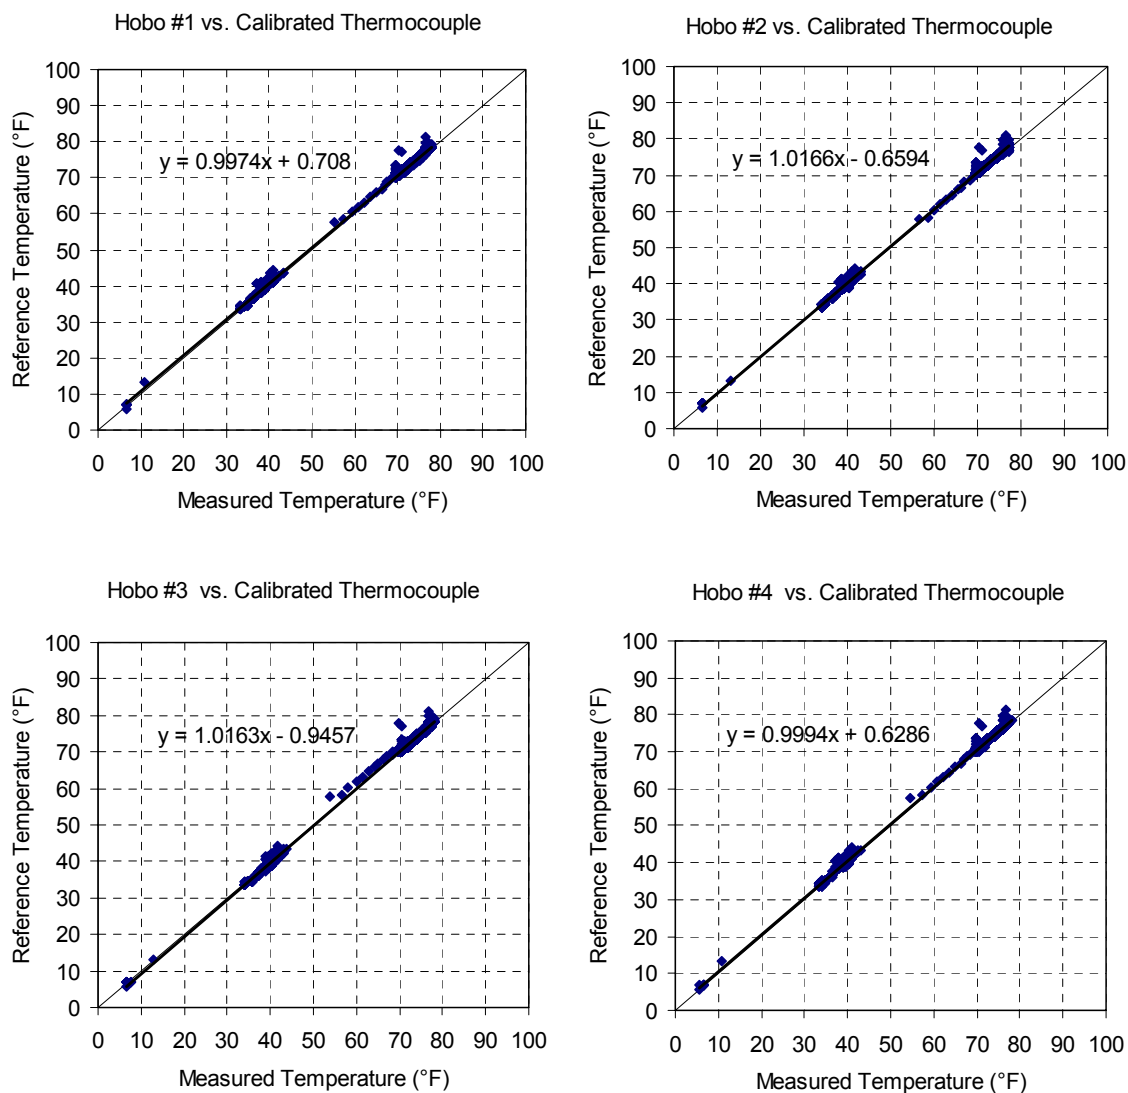 Hobo #1 vs. Calibrated Thermocouple
100
90
80
70
60
50
40
30
20
10
0
Reference Temperature (°F)
y = 0.9974x + 0.708
0 10 20 30 40 50 60 70 80 90 100
Measured Temperature (°F)
Hobo #2 vs. Calibrated Thermocouple
100
90
80
70
60
50
40
30
20
10
0
Reference Temperature (°F)
y = 1.0166x - 0.6594
0 10 20 30 40 50 60 70 80 90 100
Measured Temperature (°F)
Hobo #3 vs. Calibrated Thermocouple
100
90
80
70
60
50
40
30
20
10
0
Reference Temperature (°F)
y = 1.0163x - 0.9457
0 10 20 30 40 50 60 70 80 90 100
Measured Temperature (°F)
Hobo #4 vs. Calibrated Thermocouple
100
90
80
70
60
50
40
30
20
10
0
Reference Temperature (°F)
y = 0.9994x + 0.6286
0 10 20 30 40 50 60 70 80 90 100
Measured Temperature (°F)